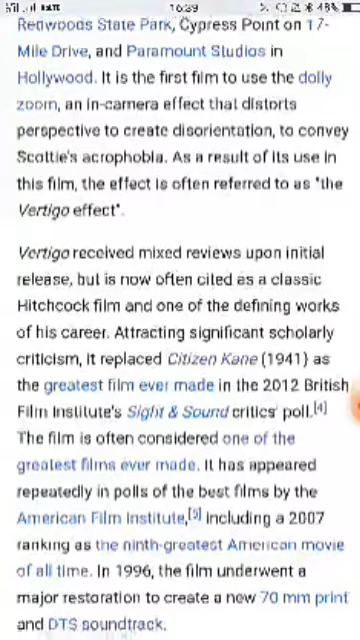 16:39
48%
Redwoods State Park, Cypress Point on 17-
Mile Drive, and Paramount Studios in
Hollywood. It is the first film to use the dolly
zoom, an in-camera effect that distorts
perspective to create disorientation, to convey
Scottie's acrophobia. As a result of its use in
this film, the effect is often referred to as "the
Vertigo effect".
Vertigo received mixed reviews upon initial
release, but is now often cited as a classic
Hitchcock film and one of the defining works
of his career. Attracting significant scholarly
criticism, it replaced Citizen Kane (1941) as
the greatest film ever made in the 2012 British
Film Institute's Sight & Sound critics' poll.[4]
The film is often considered one of the
greatest films ever made. It has appeared
repeatedly in polls of the best films by the
American Film Institute,[5] including a 2007
ranking as the ninth-greatest American movie
of all time. In 1996, the film underwent a
major restoration to create a new 70 mm print
and DTS soundtrack.